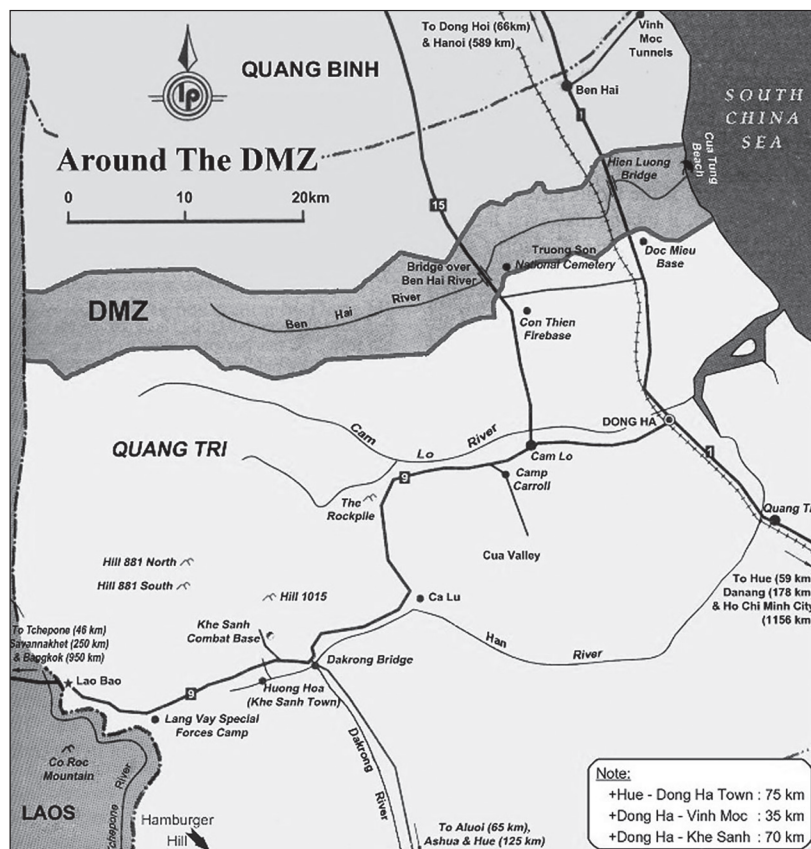 To Dong Hoi (66km)
& Hanoi (589 km)
Vinh
Moc
Tunnels
lp
QUANG BINH
Ben Hai
1
SOUTH
CHINA
SEA
Around The DMZ
0 10 20km
Hien Luong
Bridge
Cua Tung
Beach
15
Truong Son
National Cemetery
Doc Mieu
Base
Bridge over
Ben Hai River
DMZ
Ben Hai River
Con Thien
Firebase
QUANG TRI
Cam Lo River
DONG HA
Cam Lo
1
9
Camp
Carroll
The
Rockpile
Quang
Cua Valley
Hill 881 North
Hill 881 South
Hill 1015
Ca Lu
To Hue (59 km)
Danang (178 km)
& Ho Chi Minh City
(1156 km)
Khe Sanh
Combat Base
Han River
To Tchepone (46 km)
Savannakhet (250 km)
& Bangkok (950 km)
Dakrong Bridge
Lao Bao
9
Huong Hoa
(Khe Sanh Town)
Lang Vay Special
Forces Camp
Co Roc
Mountain
Tchepone River
Dakrong
River
LAOS
Hamburger
Hill
To Aluoi (65 km),
Ashua & Hue (125 km)
Note:
+Hue - Dong Ha Town : 75 km
+Dong Ha - Vinh Moc : 35 km
+Dong Ha - Khe Sanh : 70 km